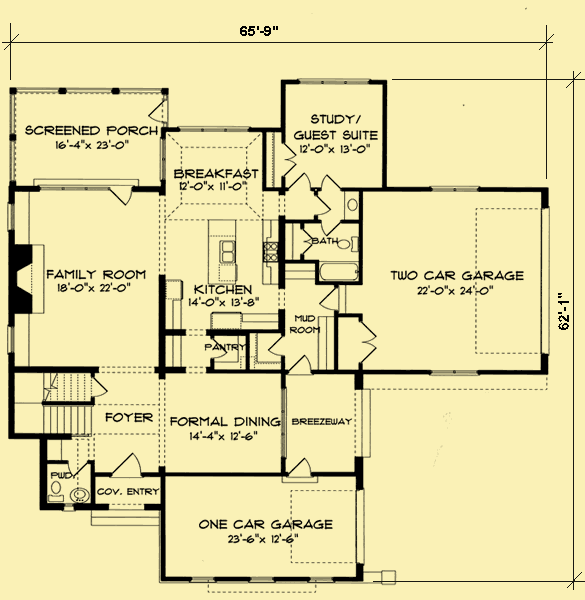 65'-9"
STUDY/
GUEST SUITE
12'-0"x 13'-0"
SCREENED PORCH
16'-4"x 23'-0"
BREAKFAST
12'-0"x 11'-0"
BATH
FAMILY ROOM
18'-0"x 22'-0"
TWO CAR GARAGE
22'-0"x 24'-0"
KITCHEN
14'-0"x 13'-8"
62'-1"
MUD
ROOM
PANTRY
FOYER
FORMAL DINING
14'-4"x 12'-6"
BREEZEWAY
PWD.
COV. ENTRY
ONE CAR GARAGE
23'-6"x 12'-6"